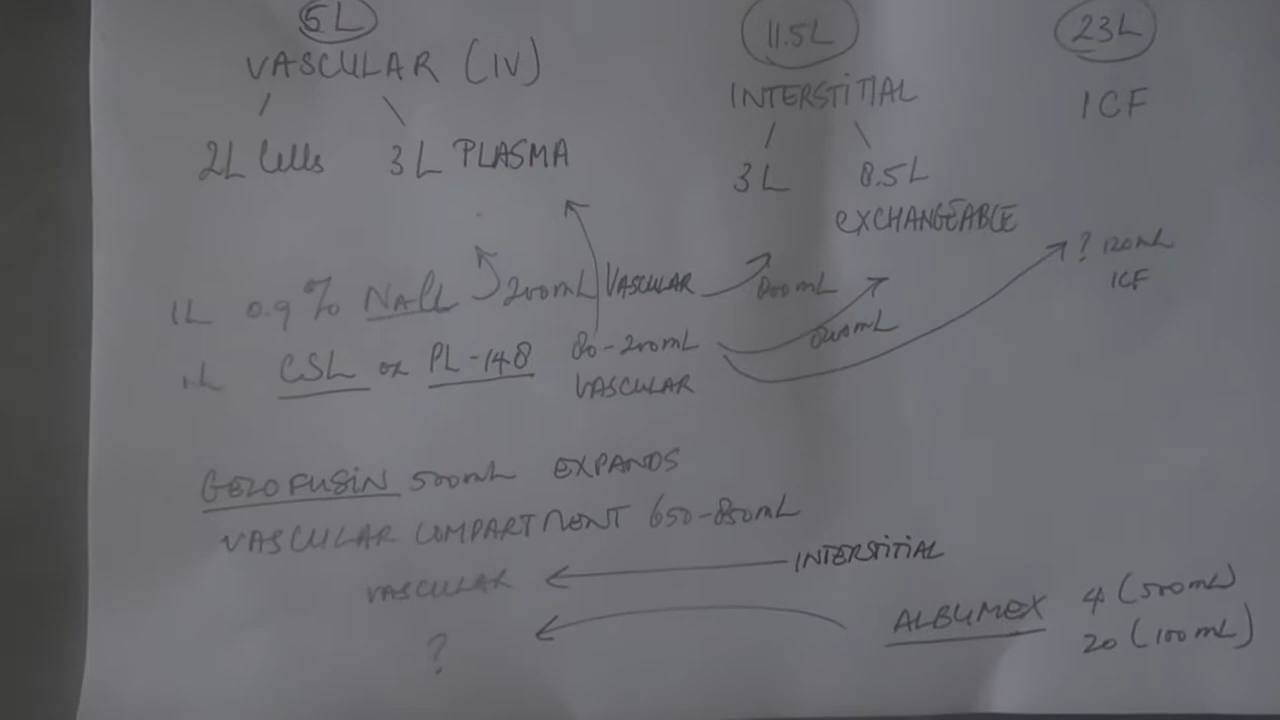 5L 11.5L 23L
VASCULAR (IV) INTERSTITIAL ICF
2L Cells 3L PLASMA 3L 8.5L
EXCHANGEABLE
1L 0.9% NaCl 200mL VASCULAR 800mL ? 120mL
ICF
1L CSL or PL-148 80-200mL 800mL
VASCULAR
GELOFUSIN 500mL EXPANDS
VASCULAR COMPARTMENT 650-850mL
VASCULAR INTERSTITIAL
? ALBUMEX 4 (500mL)
20 (100mL)